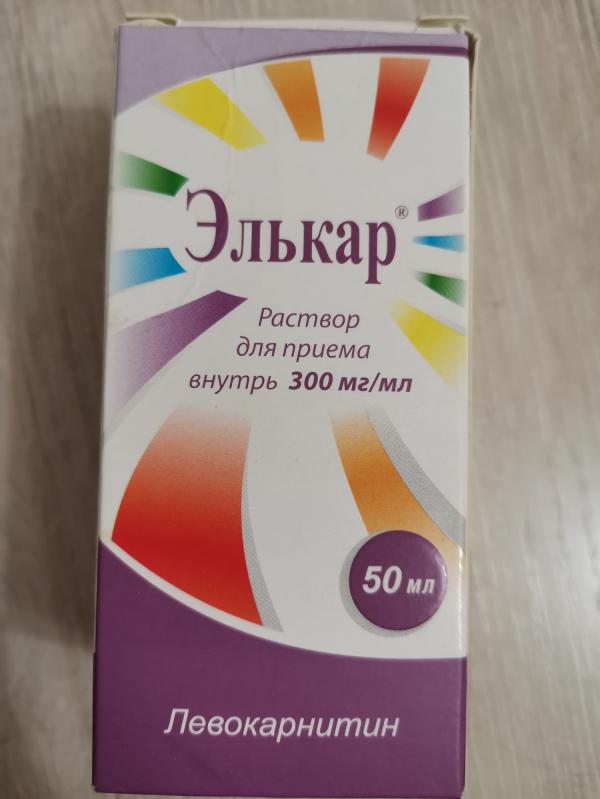 Элькар®
Раствор
для приема
внутрь 300 мг/мл
50 мл
Левокарнитин